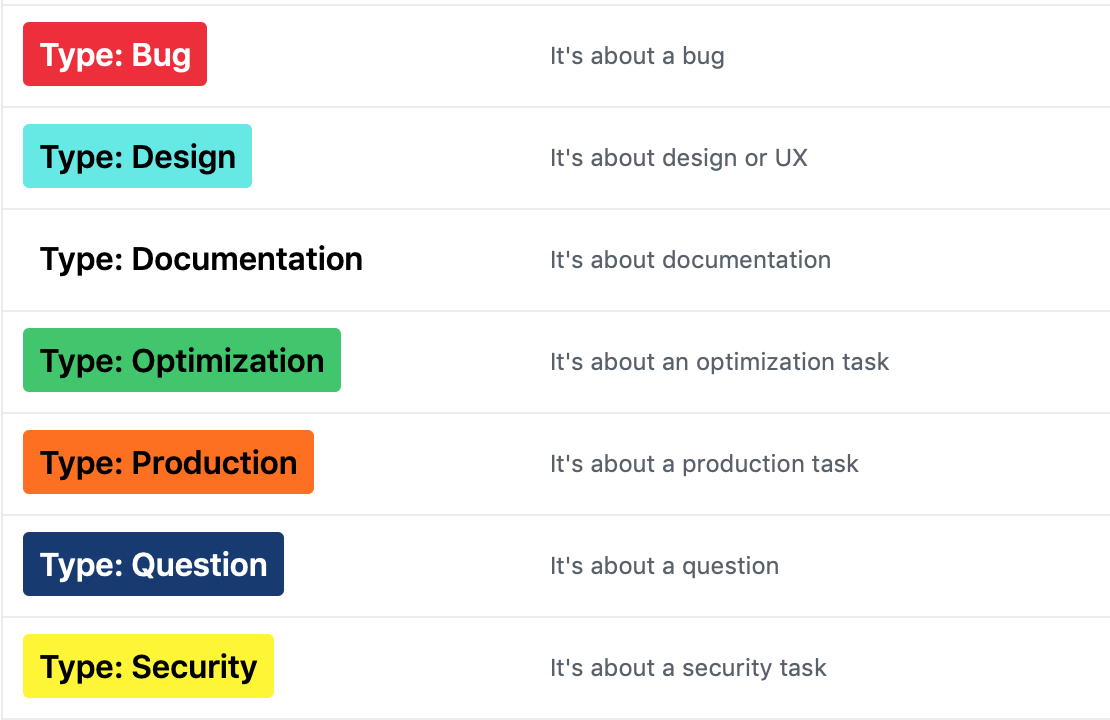 Type: Bug It's about a bug
Type: Design It's about design or UX
Type: Documentation It's about documentation
Type: Optimization It's about an optimization task
Type: Production It's about a production task
Type: Question It's about a question
Type: Security It's about a security task